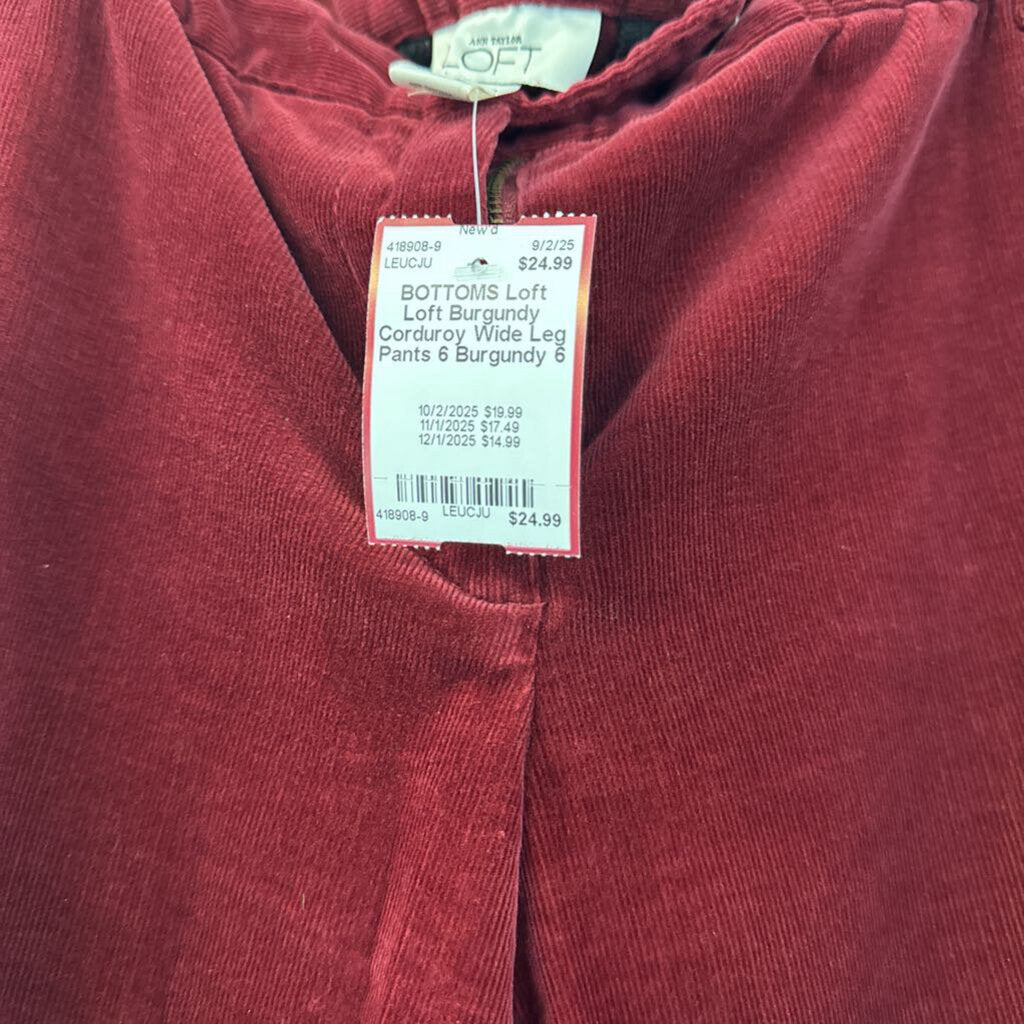 ANN TAYLOR
LOFT
New'd
418908-9 9/2/25
LEUCJU $24.99
BOTTOMS Loft
Loft Burgundy
Corduroy Wide Leg
Pants 6 Burgundy 6
10/2/2025 $19.99
11/1/2025 $17.49
12/1/2025 $14.99
418908-9 LEUCJU $24.99